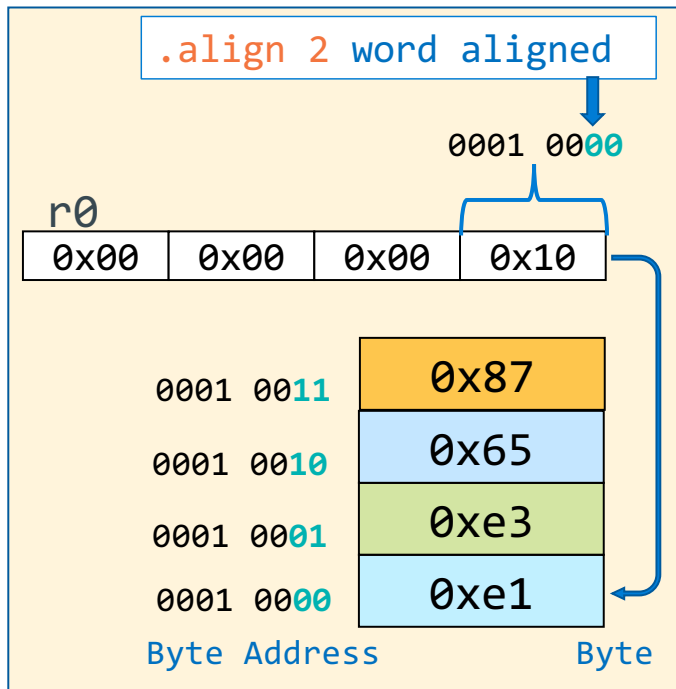 .align 2 word aligned
0001 0000
r0
0x00 0x00 0x00 0x10
0001 0011 0x87
0001 0010 0x65
0001 0001 0xe3
0001 0000 0xe1
Byte Address Byte